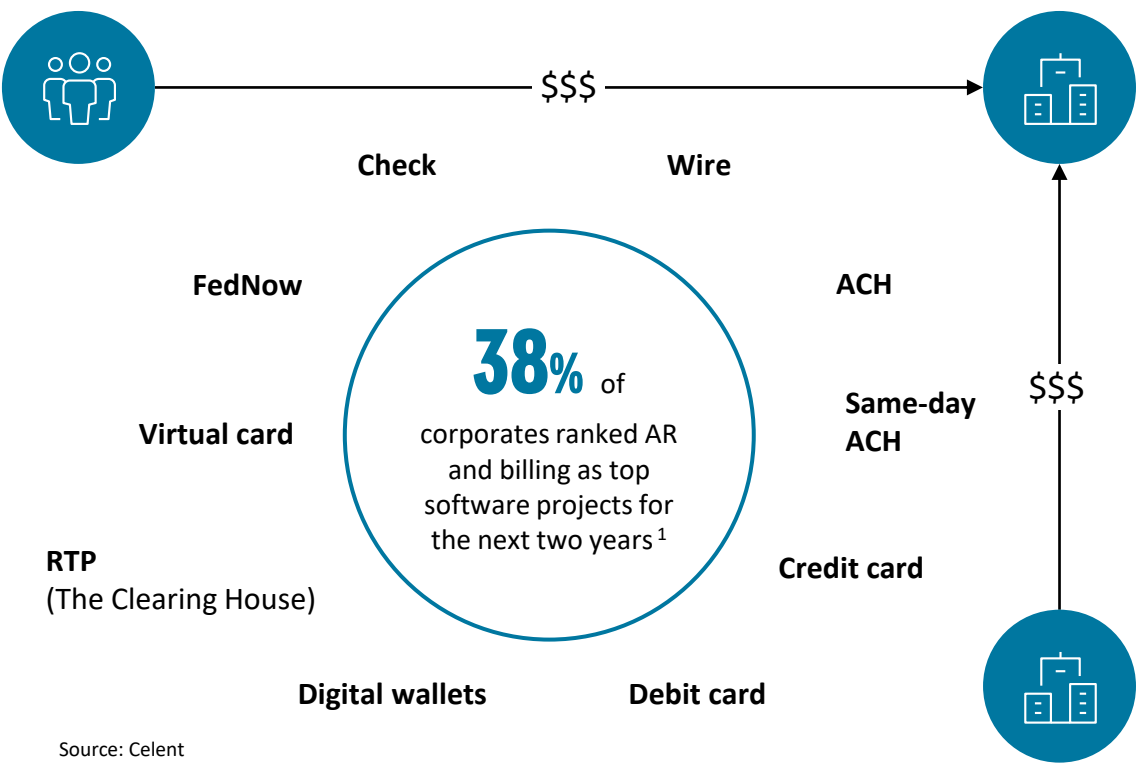 $$$
Check
Wire
FedNow
ACH
38% of
corporates ranked AR
and billing as top
software projects for
the next two years 1
$$$
Virtual card
Same-day
ACH
RTP
(The Clearing House)
Credit card
Digital wallets
Debit card
Source: Celent